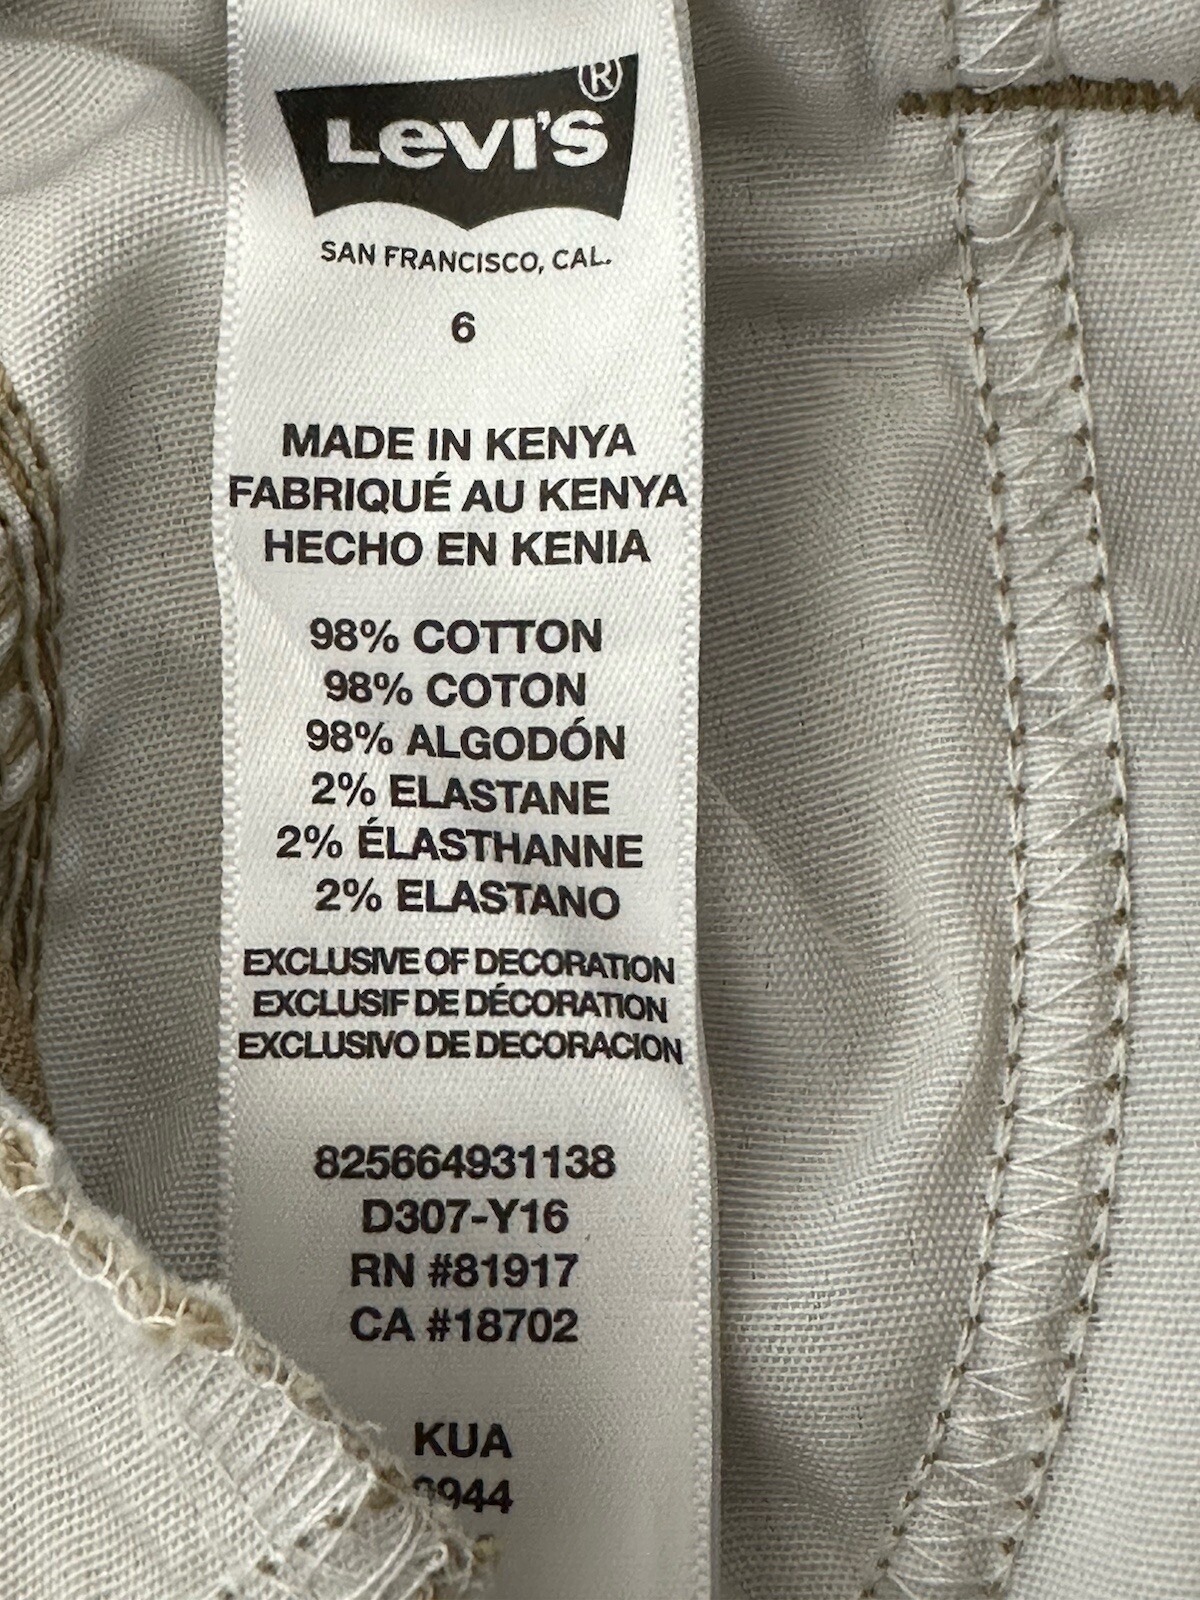 LEVI'S®
SAN FRANCISCO, CAL.
6
MADE IN KENYA
FABRIQUÉ AU KENYA
HECHO EN KENIA
98% COTTON
98% COTON
98% ALGODÓN
2% ELASTANE
2% ÉLASTHANNE
2% ELASTANO
EXCLUSIVE OF DECORATION
EXCLUSIF DE DÉCORATION
EXCLUSIVO DE DECORACION
825664931138
D307-Y16
RN #81917
CA #18702
KUA